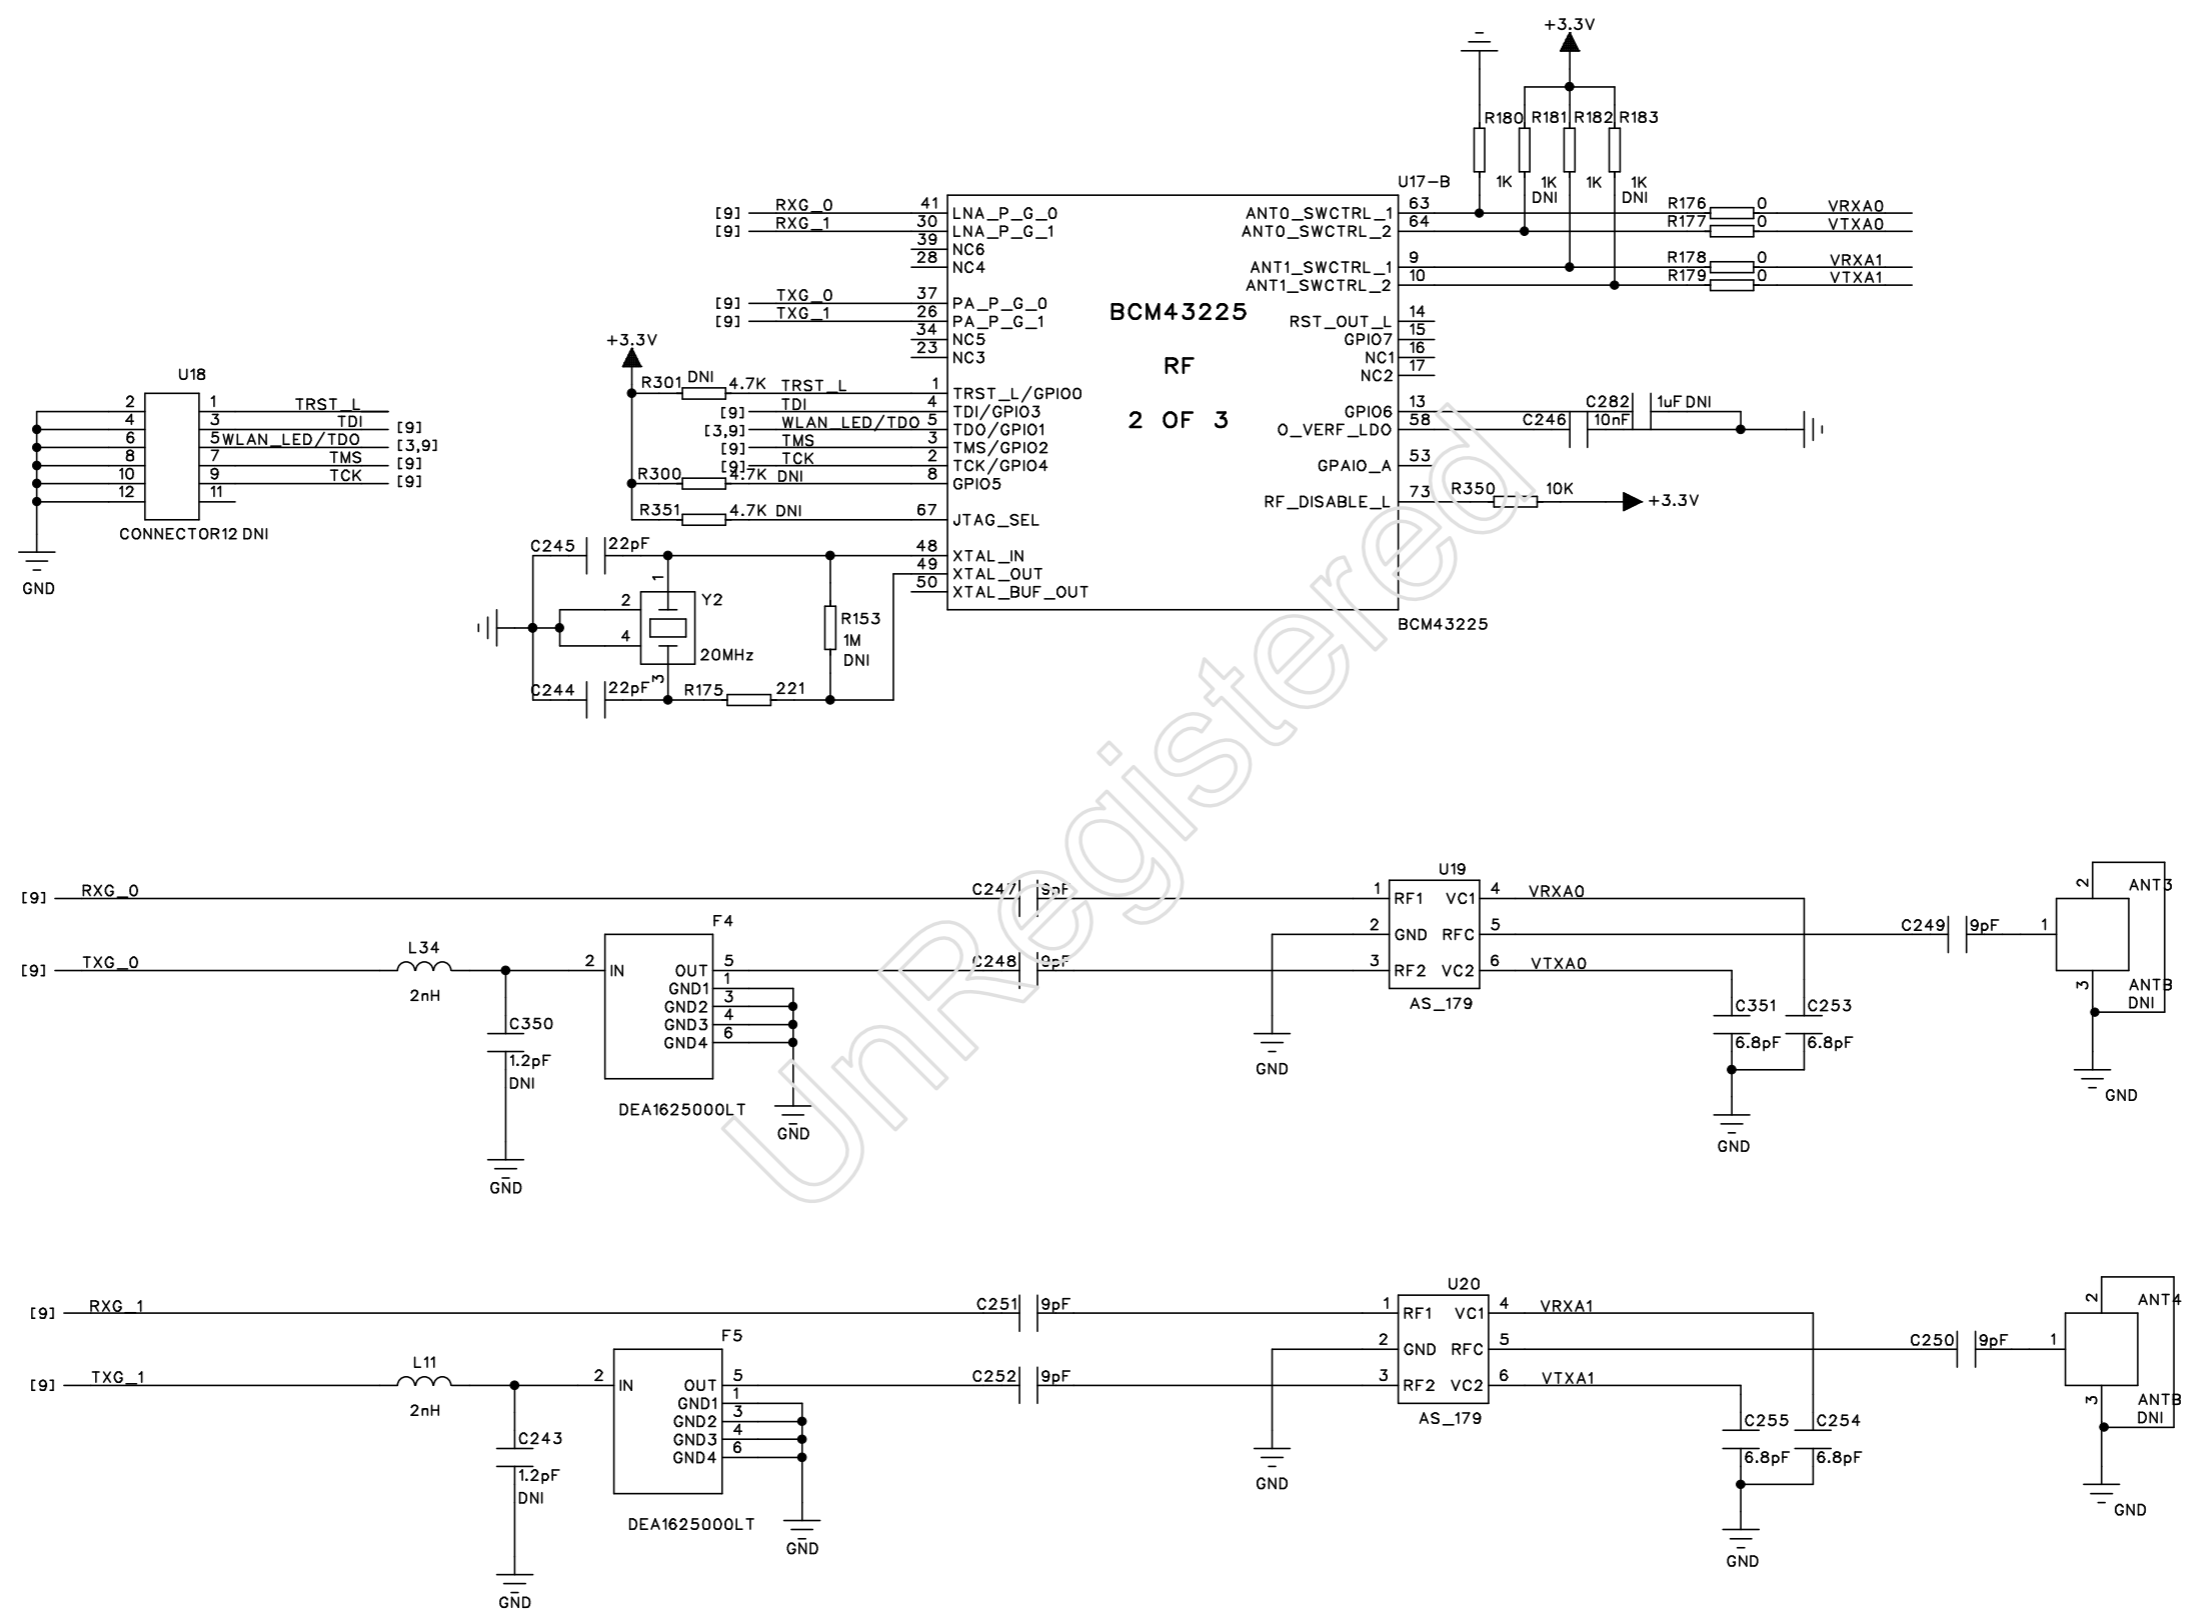 +3.3V
R180 R181 R182 R183
1K 1K 1K 1K
DNI DNI
U17-B
[9] RXG_0 41 LNA_P_G_0 ANT0_SWCTRL_1 63 R176 0 VRXA0
[9] RXG_1 30 LNA_P_G_1 ANT0_SWCTRL_2 64 R177 0 VTXA0
39 NC6
28 NC4 ANT1_SWCTRL_1 9 R178 0 VRXA1
ANT1_SWCTRL_2 10 R179 0 VTXA1
[9] TXG_0 37 PA_P_G_0
BCM43225
[9] TXG_1 26 PA_P_G_1 RST_OUT_L 14
34 NC5 GPIO7 15
23 NC3 NC1 16
RF
NC2 17
+3.3V
R301 DNI 4.7K TRST_L 1 TRST_L/GPIO0
[9] TDI 4 TDI/GPIO3 GPIO6 13 C282 1uF DNI
[3,9] WLAN_LED/TDO 5 TDO/GPIO1 O_VERF_LDO 58 C246 10nF
2 OF 3
[9] TMS 3 TMS/GPIO2
[9] TCK 2 TCK/GPIO4 GPAIO_A 53
R300 4.7K DNI 8 GPIO5
RF_DISABLE_L 73 R350 10K +3.3V
R351 4.7K DNI 67 JTAG_SEL
C245 22pF 48 XTAL_IN
49 XTAL_OUT
50 XTAL_BUF_OUT
BCM43225
1
2 Y2
4
20MHz
3
R153
1M
DNI
C244 22pF R175 221
U18
2 1 TRST_L
4 3 TDI [9]
6 5 WLAN_LED/TDO [3,9]
8 7 TMS [9]
10 9 TCK [9]
12 11
CONNECTOR12 DNI
GND
UnRegistered
[9] RXG_0 C247 9pF
U19
1 RF1 VC1 4 VRXA0
2 GND RFC 5 C249 9pF 1
3 RF2 VC2 6 VTXA0
AS_179
2 ANT3
3 ANTB
DNI
F4
[9] TXG_0 L34 2 IN OUT 5 C248 9pF
2nH
GND1 1
GND2 3
GND3 4
GND4 6
C350
1.2pF
DNI
DEA1625000LT
GND
GND
GND
C351 C253
6.8pF 6.8pF
GND
GND
[9] RXG_1 C251 9pF
U20
1 RF1 VC1 4 VRXA1
2 GND RFC 5 C250 9pF 1
3 RF2 VC2 6 VTXA1
AS_179
2 ANT4
3 ANTB
DNI
F5
[9] TXG_1 L11 2 IN OUT 5 C252 9pF
2nH
GND1 1
GND2 3
GND3 4
GND4 6
C243
1.2pF
DNI
DEA1625000LT
GND
GND
GND
C255 C254
6.8pF 6.8pF
GND
GND